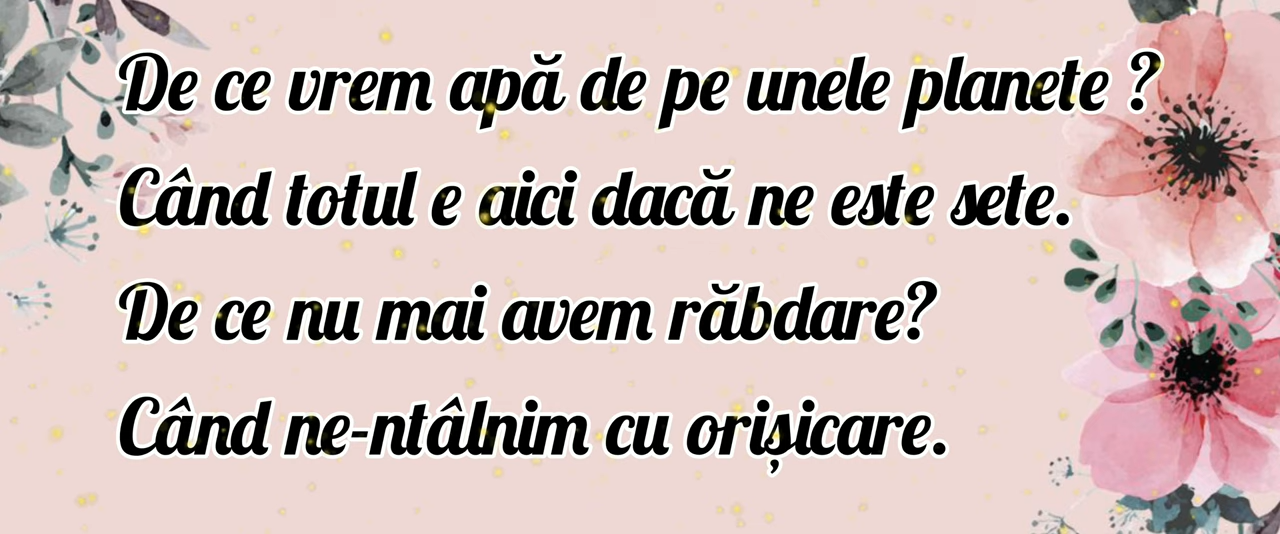 De ce vrem apă de pe unele planete ?
Când totul e aici dacă ne este sete.
De ce nu mai avem răbdare?
Când ne-ntâlnim cu orișicare.